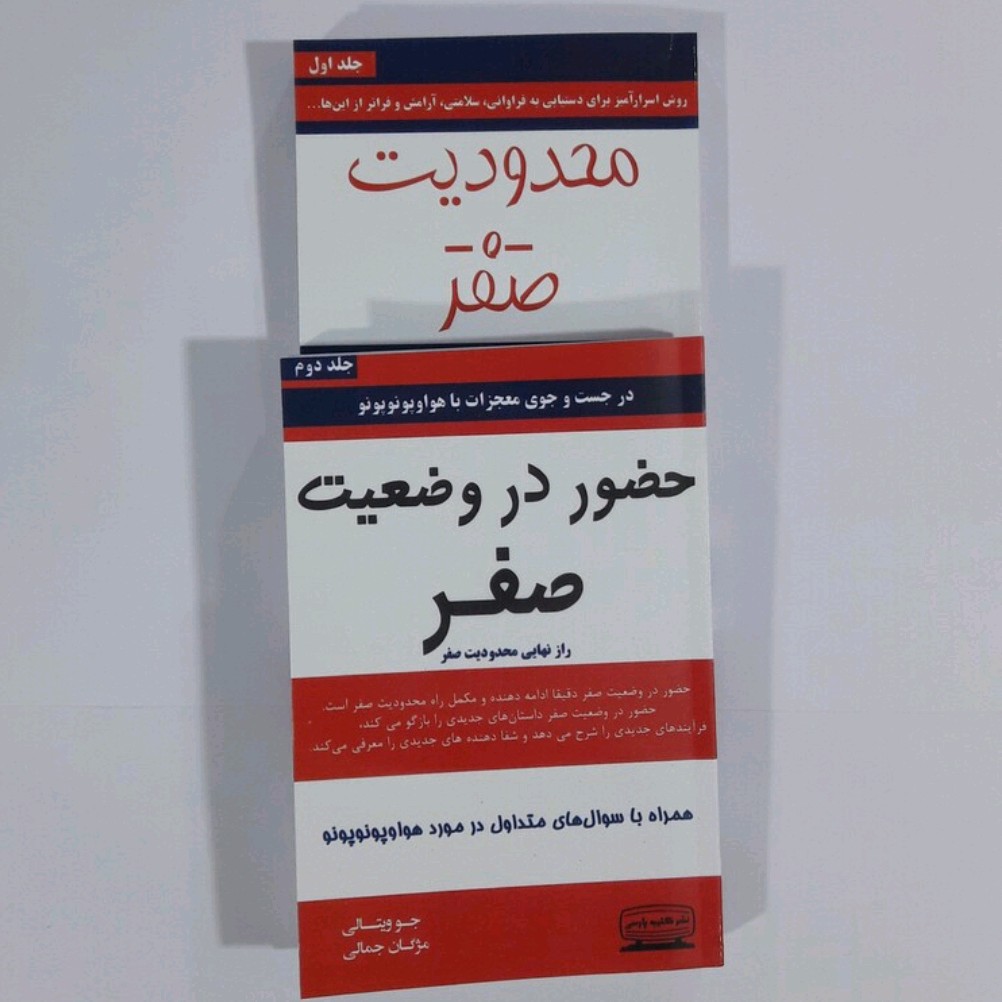 جلد اول
روش اسرارآمیز برای دستیابی به فراوانی، سلامتی، آرامش و فراتر از این‌ها...
محدودیت
صفر
جلد دوم
در جست و جوی معجزات با هواوپونوپونو
حضور در وضعیت
صفر
راز نهایی محدودیت صفر
حضور در وضعیت صفر دقیقا ادامه دهنده و مکمل راه محدودیت صفر است.
حضور در وضعیت صفر داستان‌های جدیدی را بازگو می کند،
فرآیندهای جدیدی را شرح می دهد و شفا دهنده های جدیدی را معرفی می‌کند.
همراه با سوال‌های متداول در مورد هواوپونوپونو
جو ویتالی
مژگان جمالی
نشر کتیبه پارسی